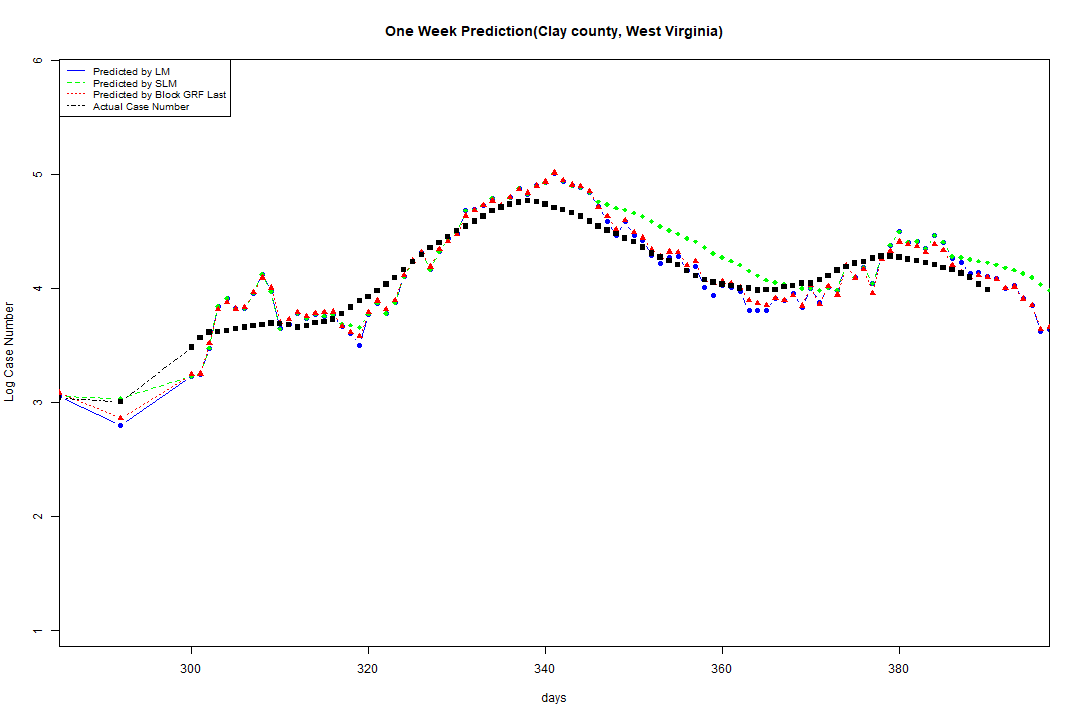 One Week Prediction(Clay county, West Virginia)
Predicted by LM
Predicted by SLM
Predicted by Block GRF Last
Actual Case Number
6
5
4
3
2
1
Log Case Number
300 320 340 360 380
days